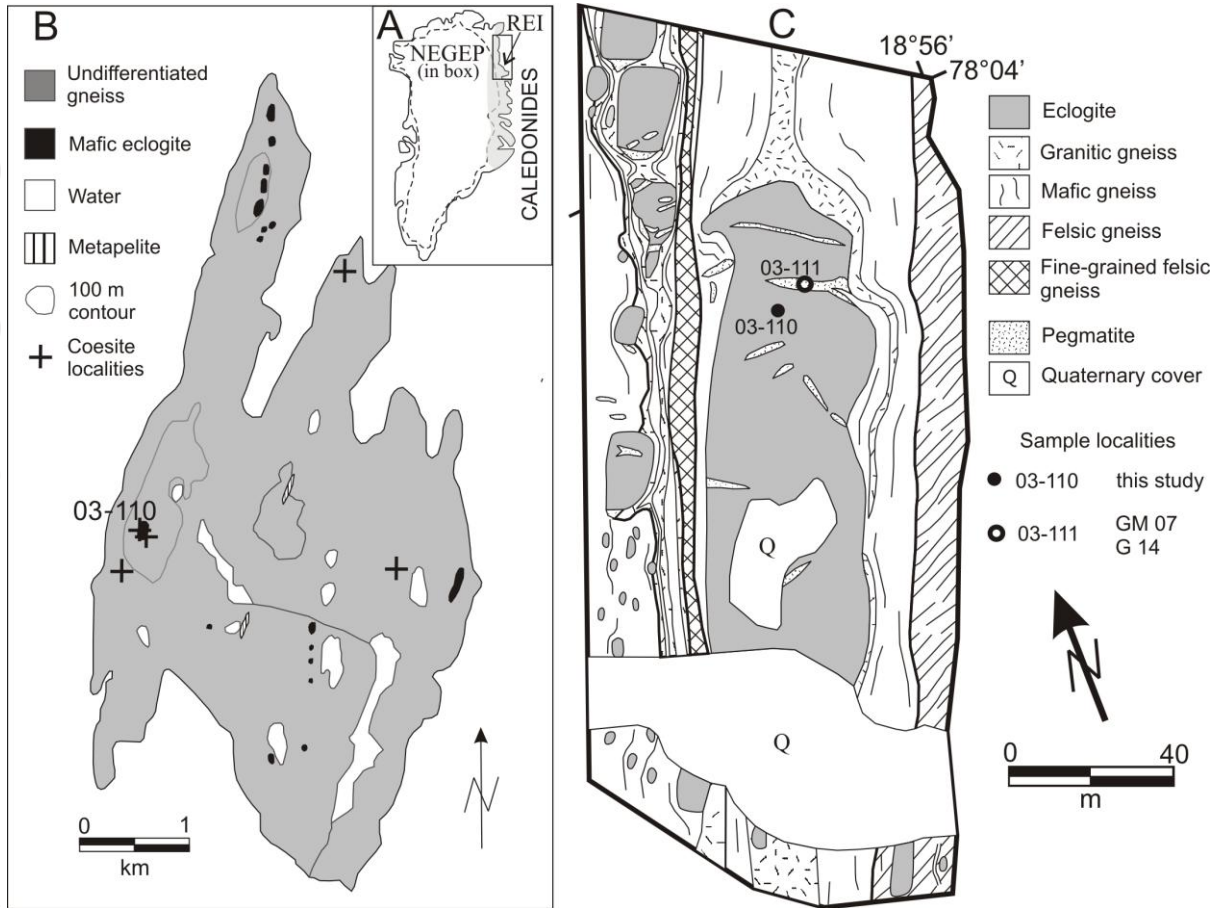 B
Undifferentiated
gneiss
Mafic eclogite
Water
Metapelite
100 m
contour
Coesite
localities
03-110
0 1
km
N
A
REI
NEGEP
(in box)
CALEDONIDES
C
18°56’
78°04’
03-111
03-110
Q
Q
Eclogite
Granitic gneiss
Mafic gneiss
Felsic gneiss
Fine-grained felsic
gneiss
Pegmatite
Q Quaternary cover
Sample localities
03-110 this study
03-111 GM 07
G 14
N
0 40
m